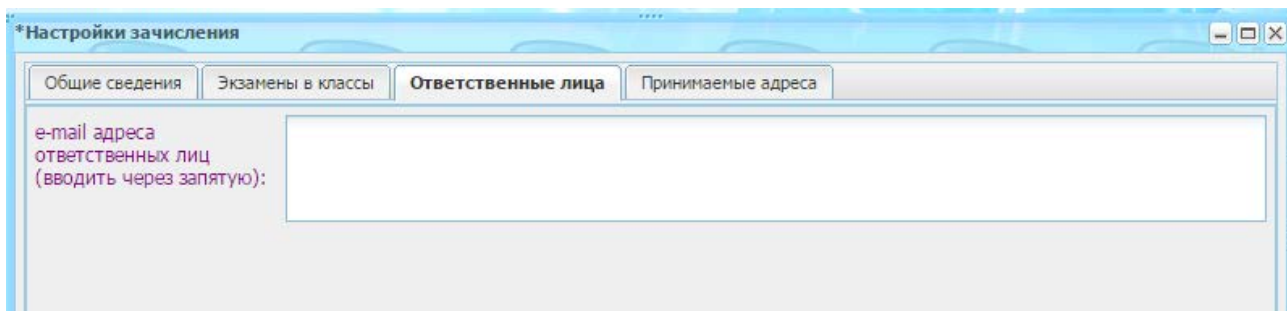 *Настройки зачисления
Общие сведения Экзамены в классы Ответственные лица Принимаемые адреса
e-mail адреса
ответственных лиц
(вводить через запятую):